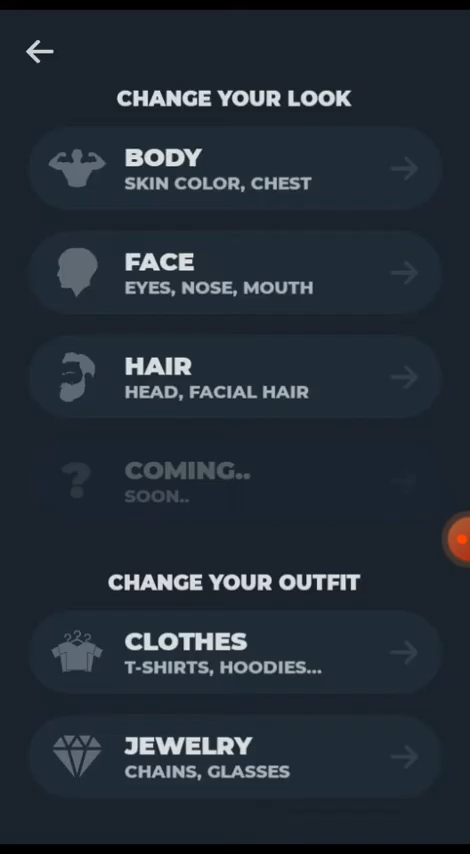 CHANGE YOUR LOOK
BODY
SKIN COLOR, CHEST
FACE
EYES, NOSE, MOUTH
HAIR
HEAD, FACIAL HAIR
COMING..
SOON..
CHANGE YOUR OUTFIT
CLOTHES
T-SHIRTS, HOODIES...
JEWELRY
CHAINS, GLASSES